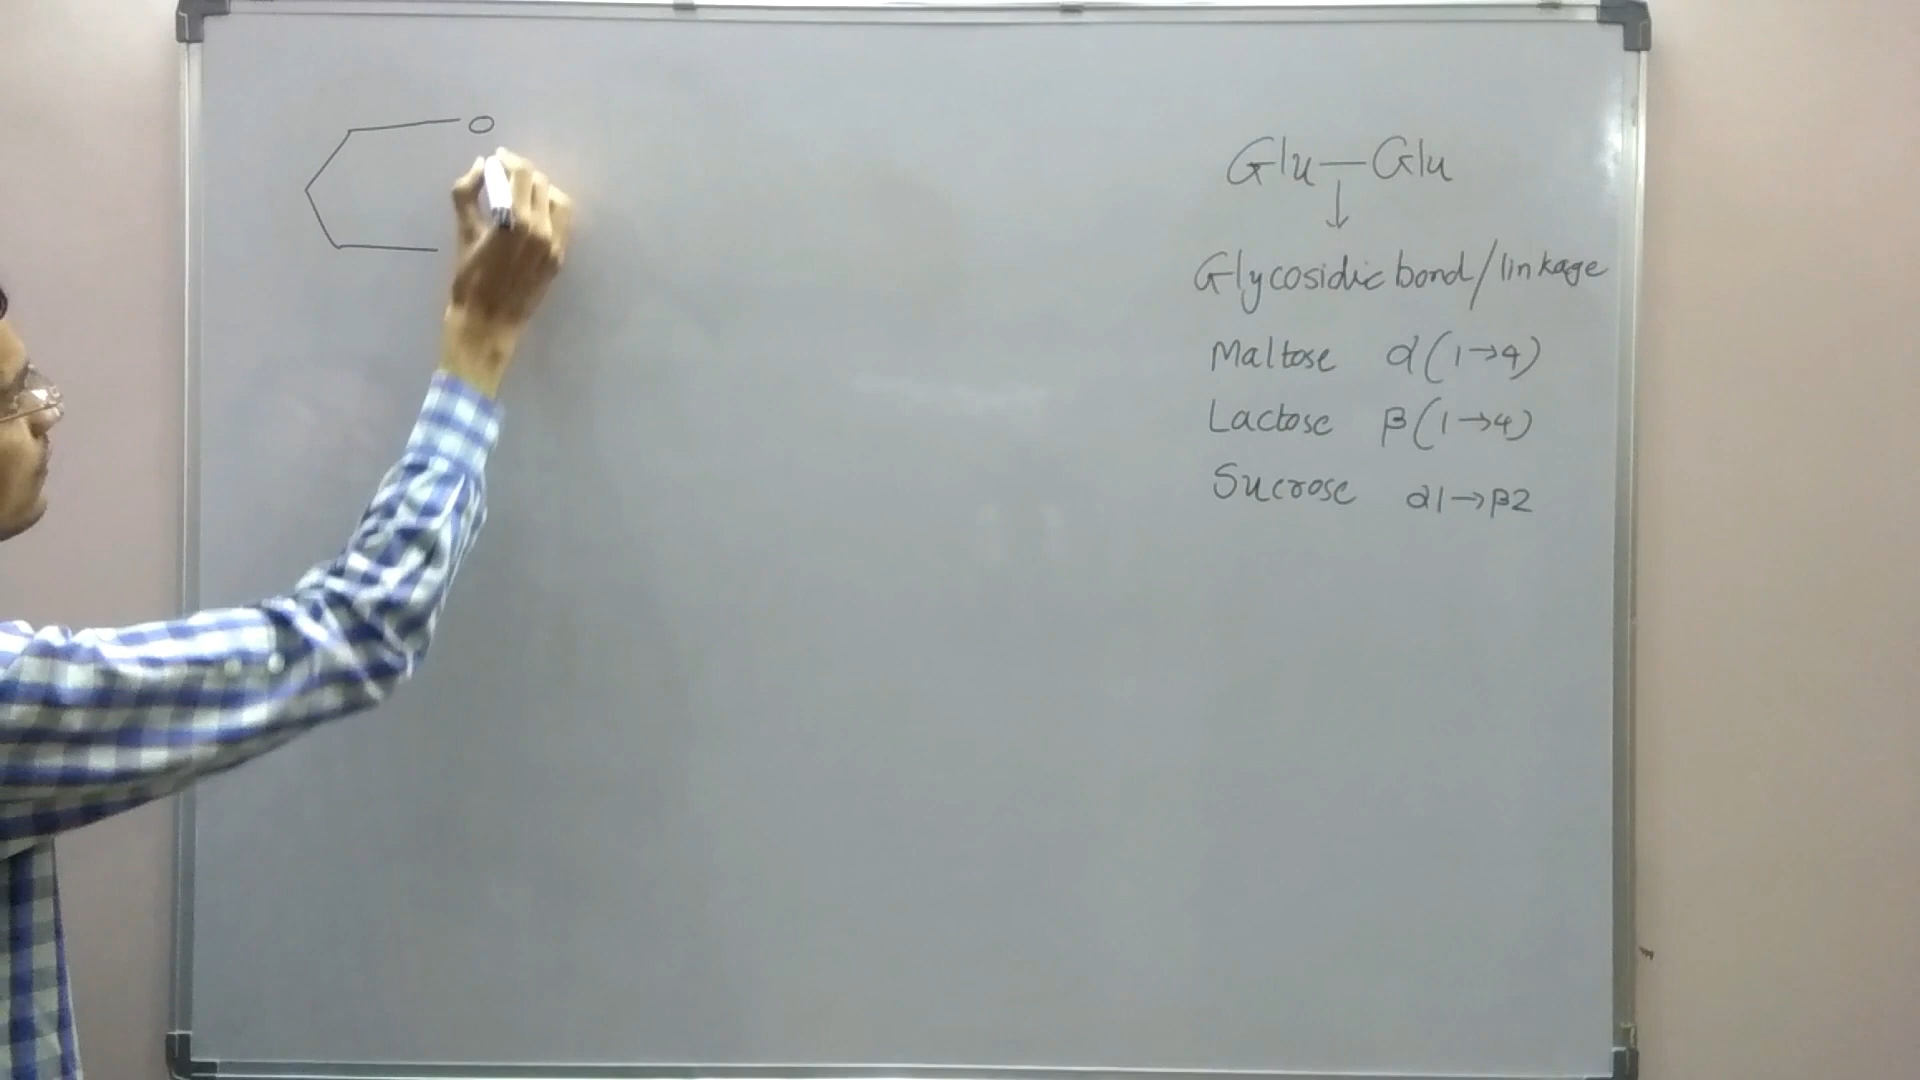 O
Glu—Glu
↓
Glycosidic bond/linkage
Maltose α(1→4)
Lactose β(1→4)
Sucrose α1→β2